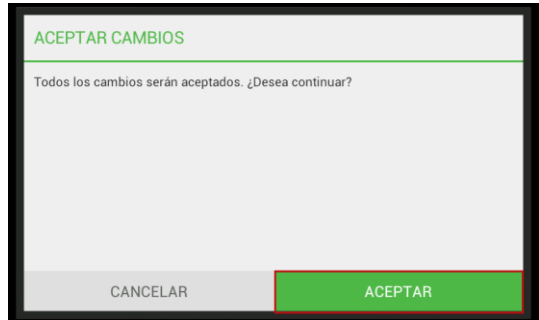 ACEPTAR CAMBIOS
Todos los cambios serán aceptados. ¿Desea continuar?
CANCELAR
ACEPTAR